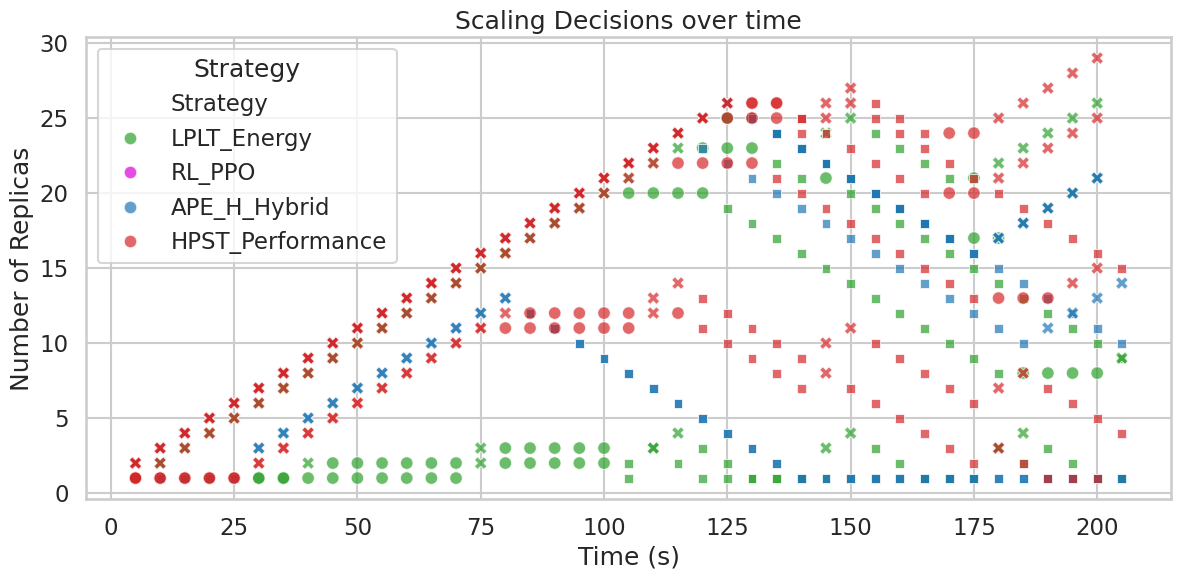 Scaling Decisions over time
Number of Replicas
30
25
20
15
10
5
0
Strategy
Strategy
LPLT_Energy
RL_PPO
APE_H_Hybrid
HPST_Performance
0 25 50 75 100 125 150 175 200
Time (s)